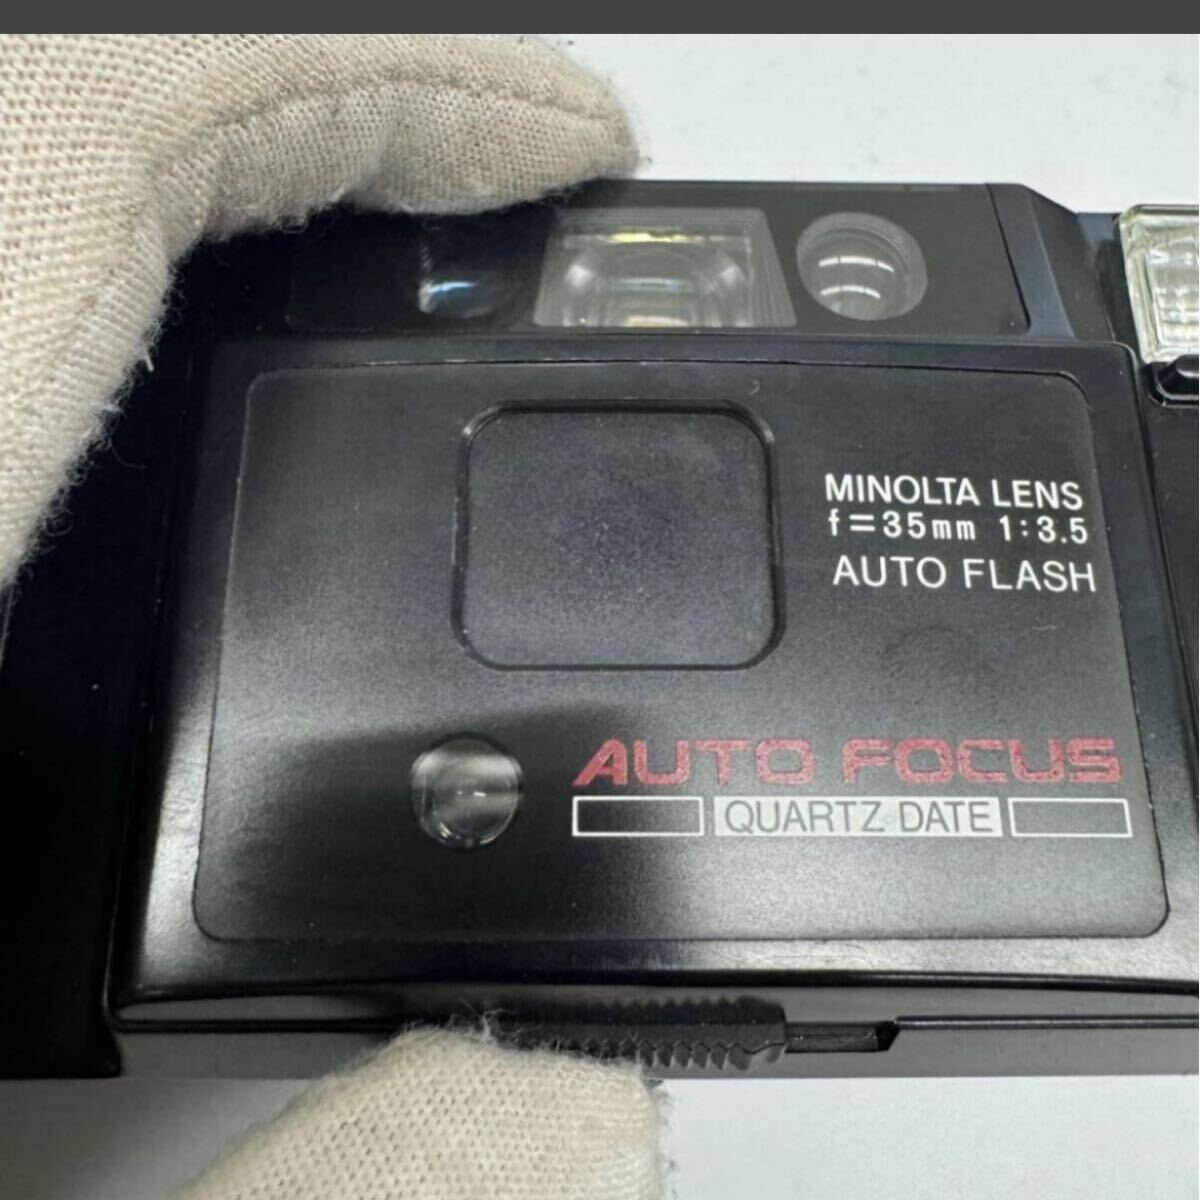 MINOLTA LENS
f=35mm 1:3.5
AUTO FLASH
AUTO FOCUS
QUARTZ DATE